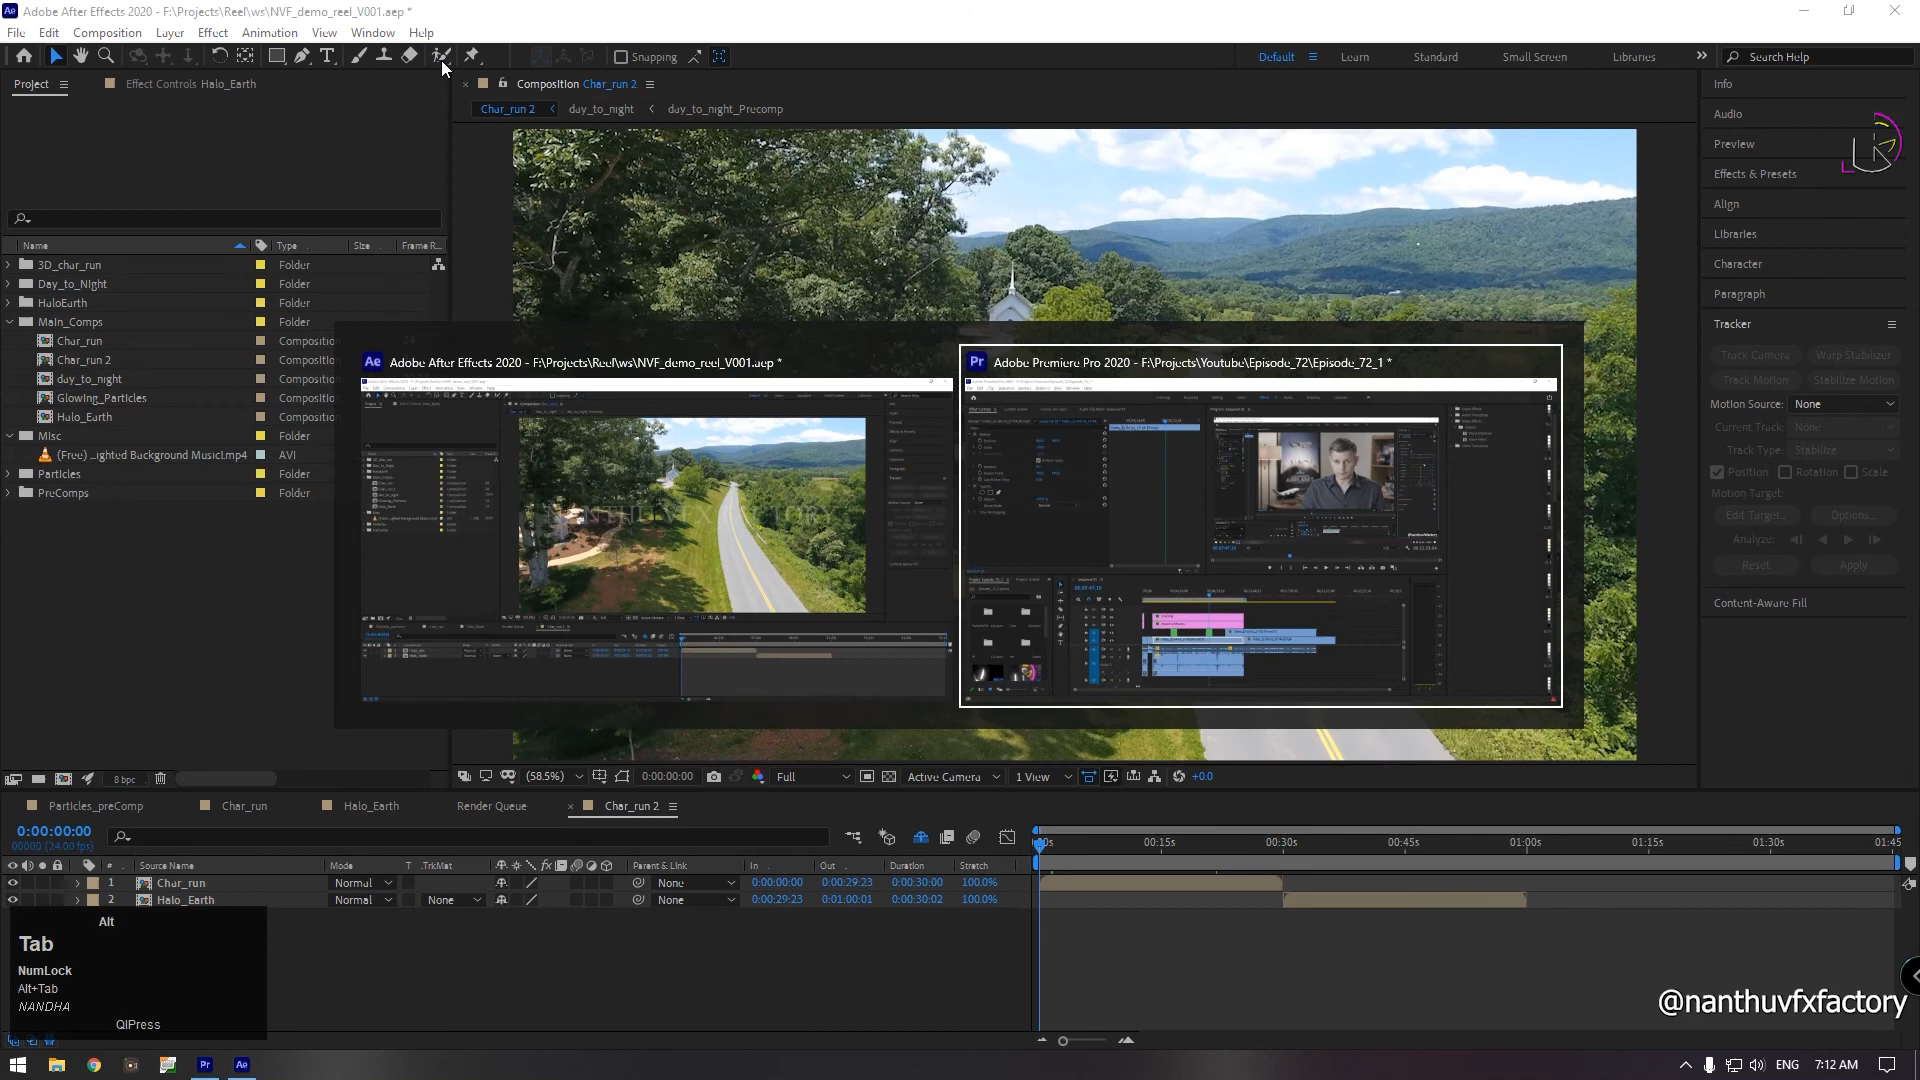 Adobe After Effects 2020 - F:\Projects\Reel\ws\NVF_demo_reel_V001.aep *
File Edit Composition Layer Effect Animation View Window Help
Snapping Default Learn Standard Small Screen Libraries Search Help
Project Effect Controls Halo_Earth Composition Char_run 2 Info
Char_run 2 day_to_night day_to_night_Precomp
Audio
Preview
Effects & Presets
Align
Libraries
Character
Paragraph
Tracker
Track Camera Warp Stabilizer
Track Motion Stabilize Motion
Motion Source: None
Current Track: None
Track Type: Stabilize
Position Rotation Scale
Motion Target:
Edit Target... Options...
Analyze:
Reset Apply
Content-Aware Fill
Name Type Size Frame R...
3D_char_run Folder
Day_to_Night Folder
HaloEarth Folder
Main_Comps Folder
Char_run Compositio 24
Char_run 2 Compositio
day_to_night Compositio
Glowing_Particles Compositio
Halo_Earth Compositio
Misc Folder
(Free) ...ighted Background Music!.mp4 AVI
Particles Folder
PreComps Folder
Ae Adobe After Effects 2020 - F:\Projects\Reel\ws\NVF_demo_reel_V001.aep *
Pr Adobe Premiere Pro 2020 - F:\Projects\Youtube\Episode_72\Episode_72_1 *
8 bpc (58.5%) 0:00:00:00 Full Active Camera 1 View +0.0
Particles_preComp Char_run Halo_Earth Render Queue Char_run 2
0:00:00:00
00000 (24.00 fps)
00s 00:15s 00:30s 00:45s 01:00s 01:15s 01:30s 01:45
# Source Name Mode T .TrkMat fx Parent & Link In Out Duration Stretch
1 Char_run Normal None 0:00:00:00 0:00:29:23 0:00:30:00 100.0%
2 Halo_Earth Normal None None 0:00:29:23 0:01:00:01 0:00:30:02 100.0%
Alt
Tab
NumLock
Alt+Tab
NANDHA
QiPress
@nanthuvfxfactory
Pr Ae ENG 7:12 AM